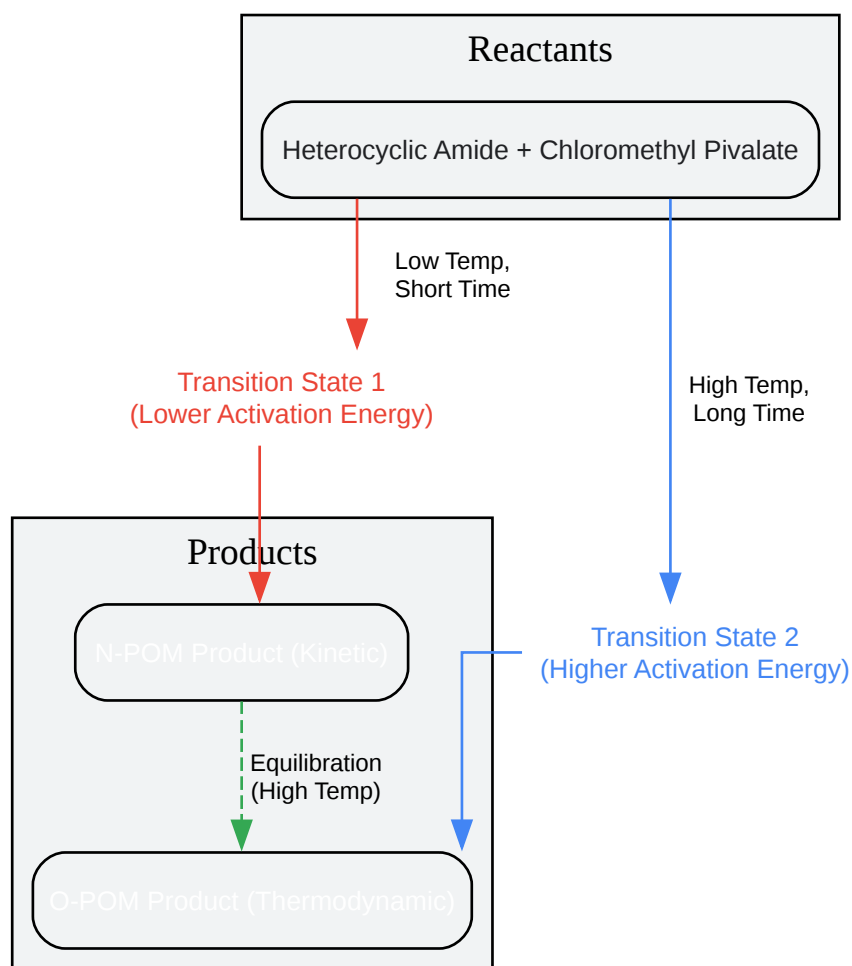 Reactants
Heterocyclic Amide + Chloromethyl Pivalate
Low Temp,
Short Time
Transition State 1
(Lower Activation Energy)
High Temp,
Long Time
Products
N-POM Product (Kinetic)
Transition State 2
(Higher Activation Energy)
Equilibration
(High Temp)
O-POM Product (Thermodynamic)